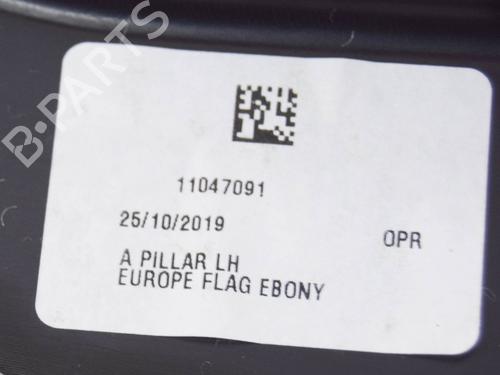 B-PARTS
11047091
25/10/2019
OPR
A PILLAR LH
EUROPE FLAG EBONY